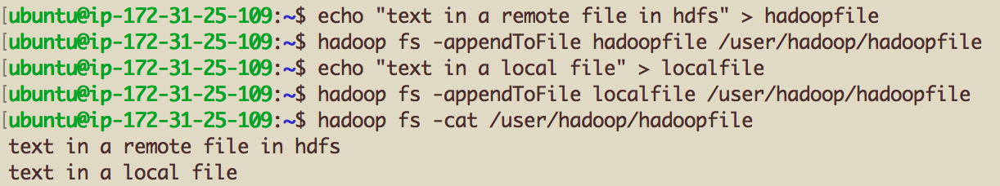 [ubuntu@ip-172-31-25-109:~$ echo "text in a remote file in hdfs" > hadoopfile
[ubuntu@ip-172-31-25-109:~$ hadoop fs -appendToFile hadoopfile /user/hadoop/hadoopfile
[ubuntu@ip-172-31-25-109:~$ echo "text in a local file" > localfile
[ubuntu@ip-172-31-25-109:~$ hadoop fs -appendToFile localfile /user/hadoop/hadoopfile
[ubuntu@ip-172-31-25-109:~$ hadoop fs -cat /user/hadoop/hadoopfile
text in a remote file in hdfs
text in a local file